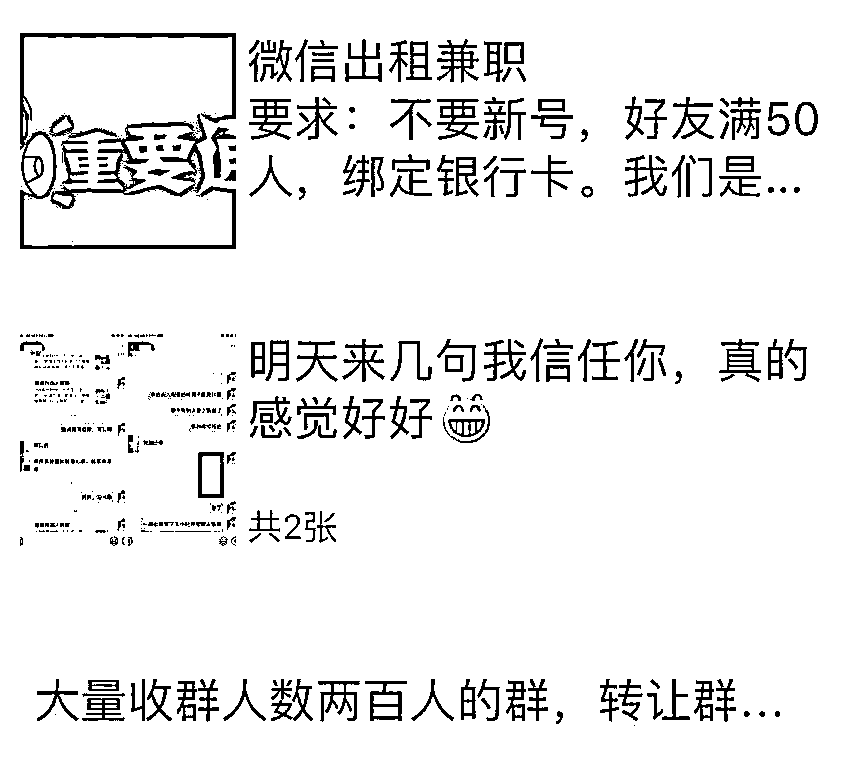 微信出租兼职
要求：不要新号，好友满50
人，绑定银行卡。我们是...
重要
明天来几句我信任你，真的
感觉好好😁
共2张
大量收群人数两百人的群，转让群...